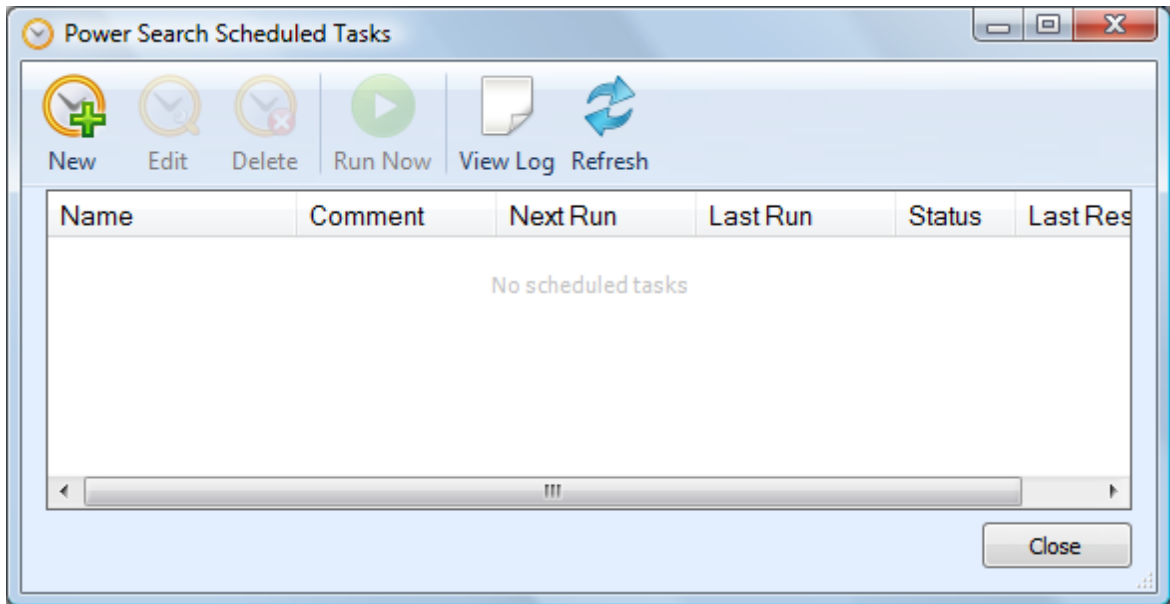 Power Search Scheduled Tasks
New Edit Delete Run Now View Log Refresh
Name Comment Next Run Last Run Status Last Res
No scheduled tasks
Close